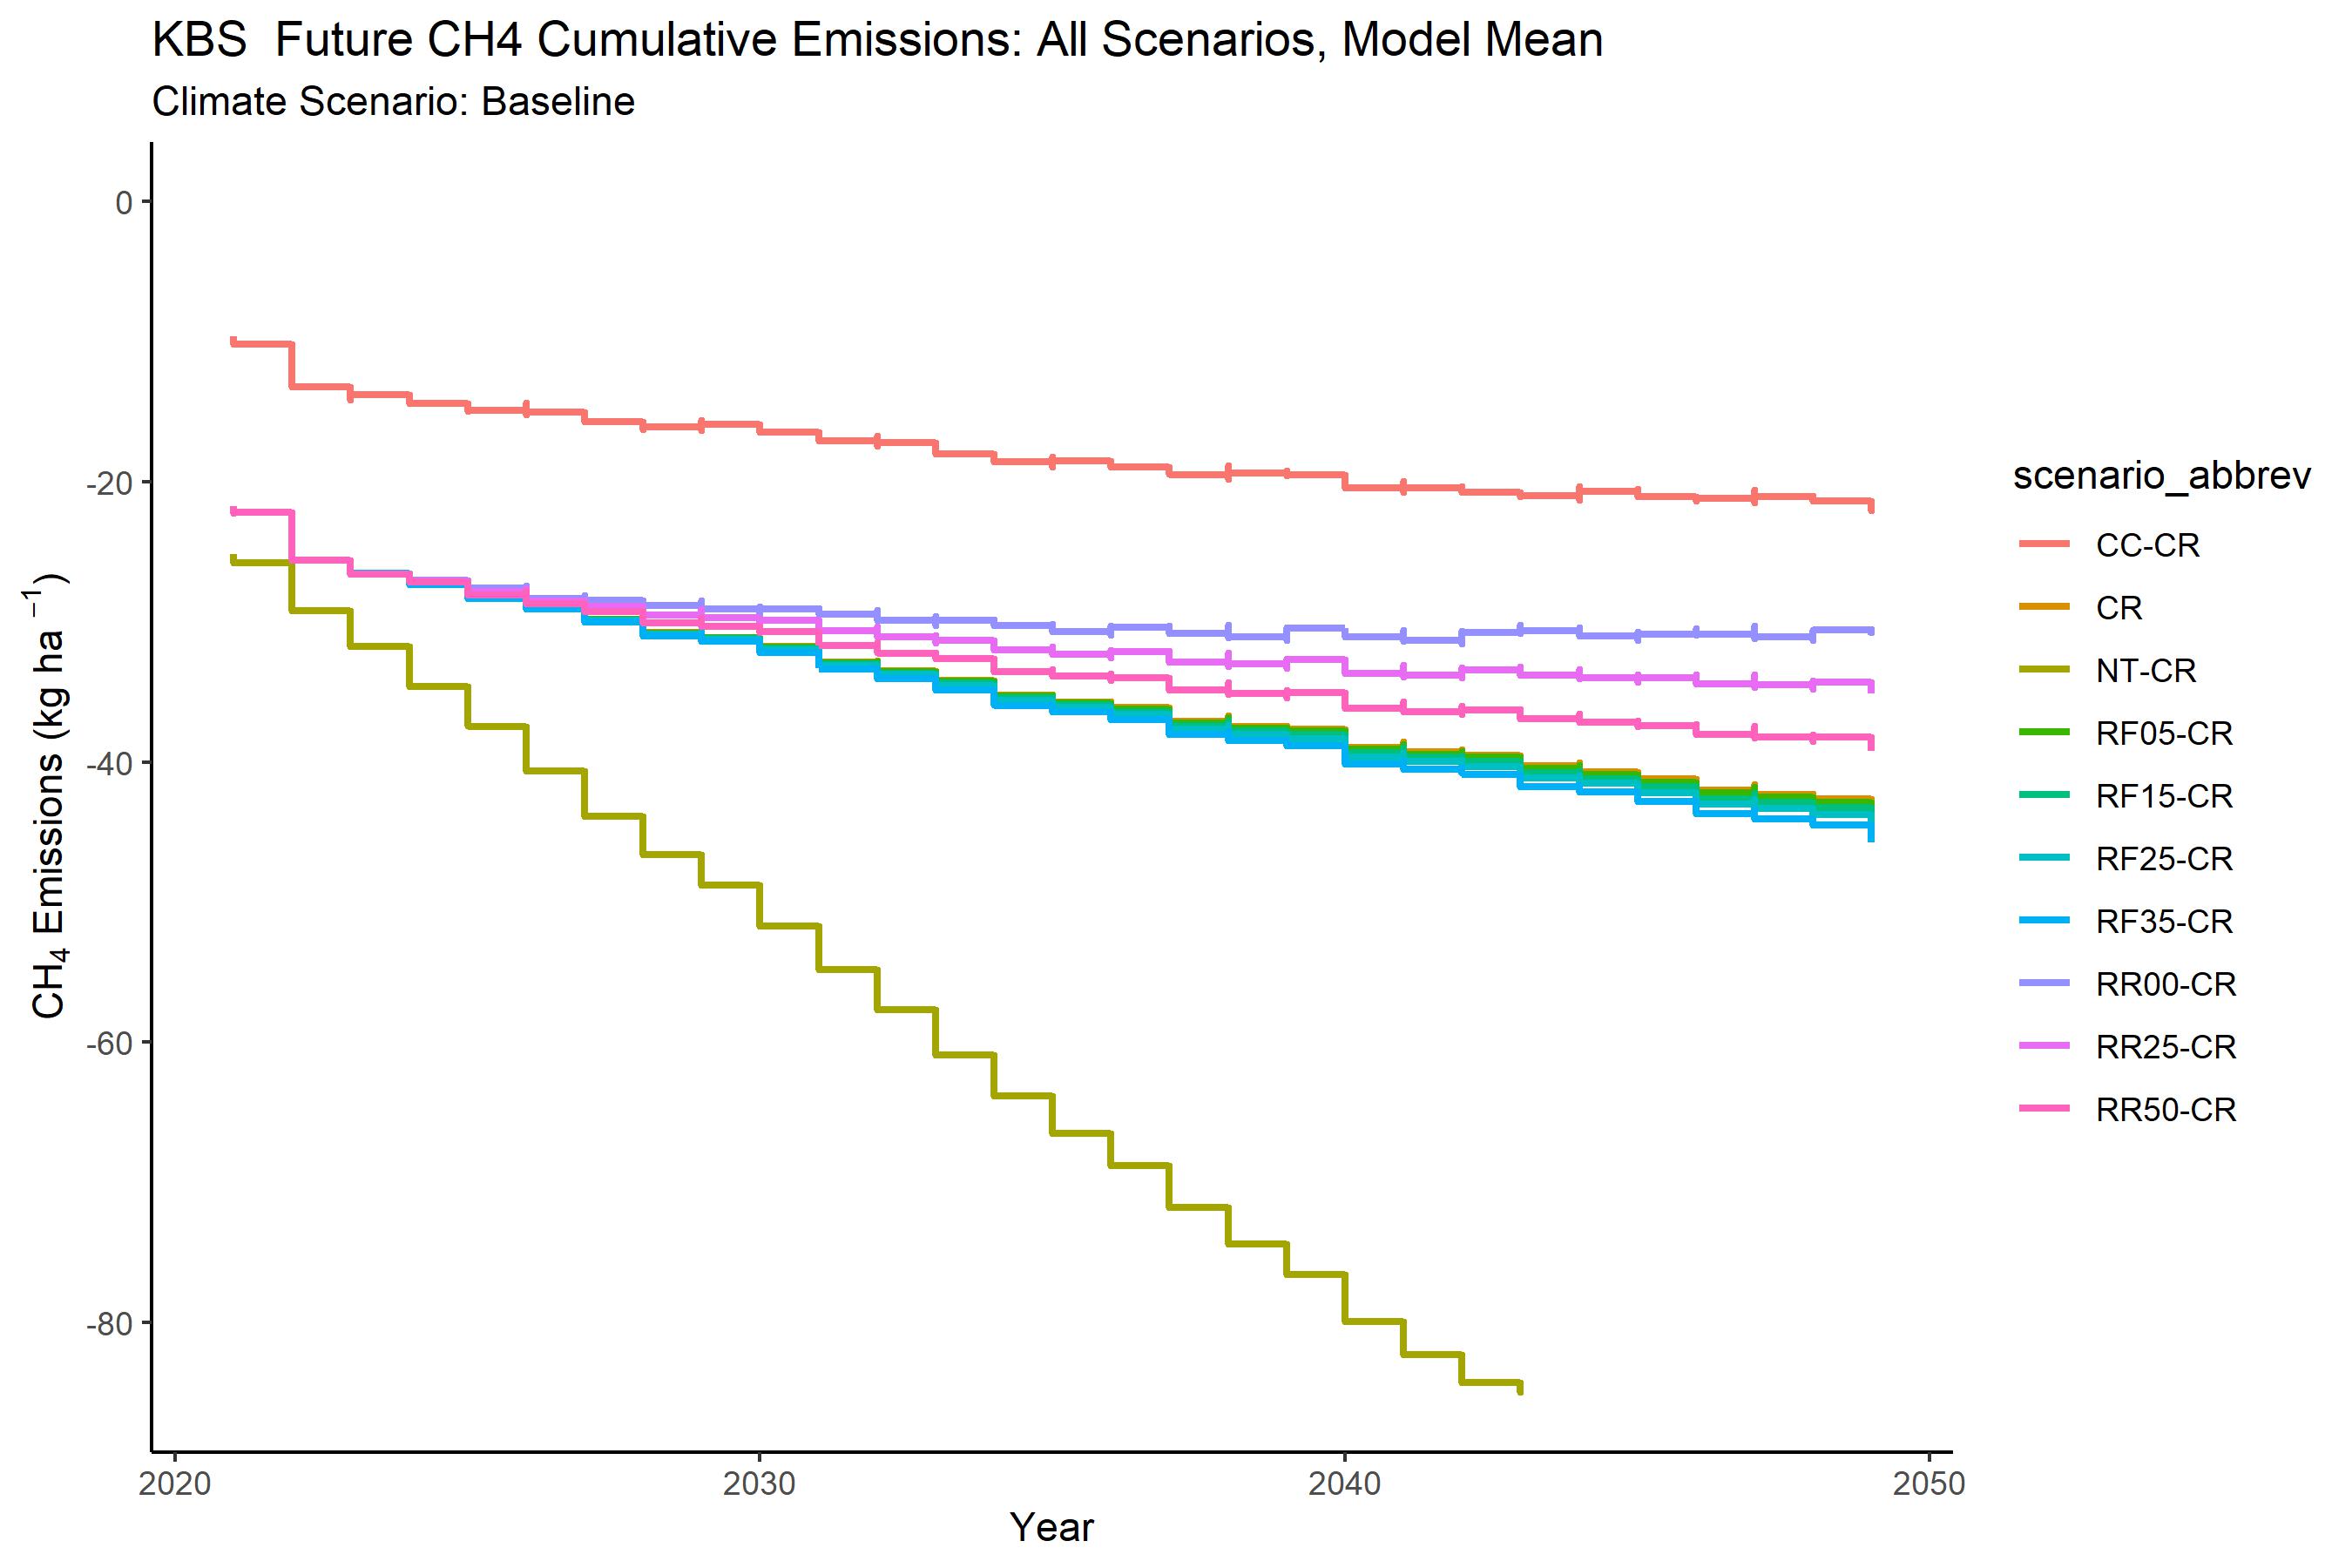 KBS  Future CH4 Cumulative Emissions: All Scenarios, Model Mean
Climate Scenario: Baseline
CH₄ Emissions (kg ha ⁻¹)
0
-20
-40
-60
-80
2020
2030
2040
2050
Year
scenario_abbrev
CC-CR
CR
NT-CR
RF05-CR
RF15-CR
RF25-CR
RF35-CR
RR00-CR
RR25-CR
RR50-CR